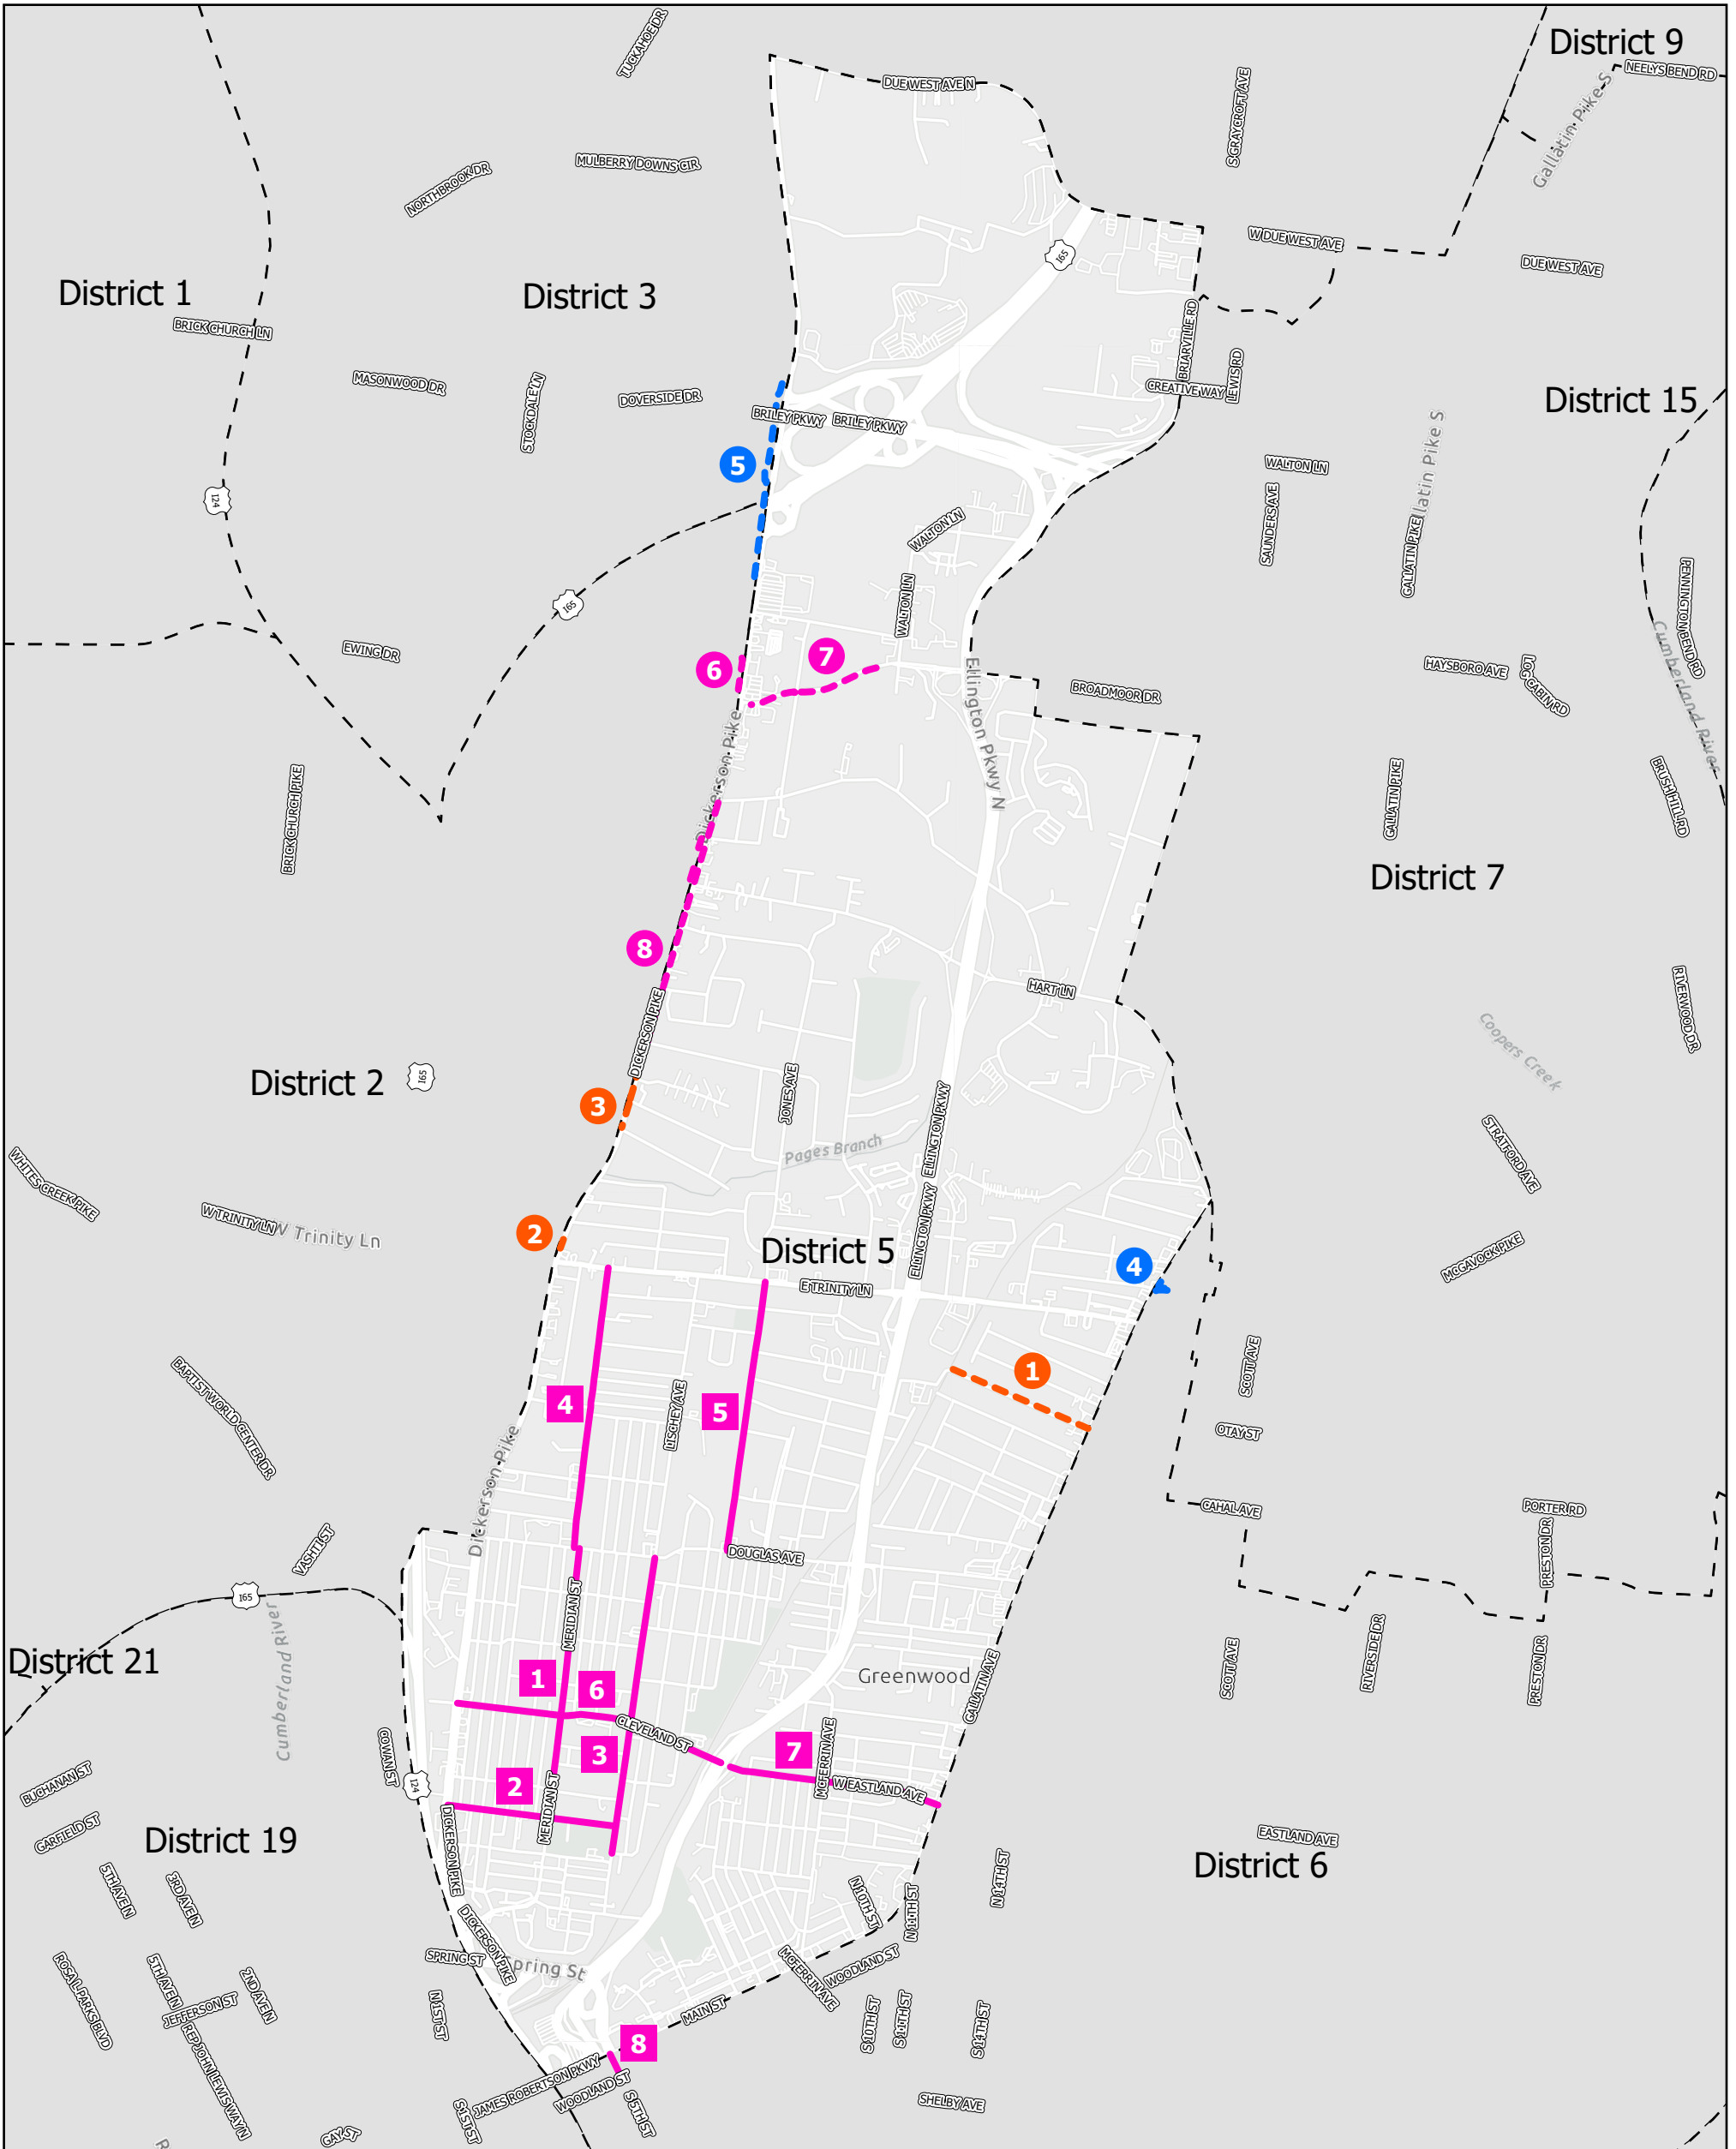 TUCKAHOE DR
District 9
NEELYS BEND RD
DUE WEST AVE N
S GRAYCROFT AVE
Gallatin Pike S
MULBERRY DOWNS CIR
NORTHBROOK DR
W DUE WEST AVE
I65
DUE WEST AVE
District 1
District 3
BRICK CHURCH LN
BRIARVILLE RD
MASONWOOD DR
STOCKDALE LN
DOVERSIDE DR
CREATIVE WAY
LEWIS RD
District 15
BRILEY PKWY
BRILEY PKWY
5
WALTON LN
Gallatin Pike S
124
SAUNDERS AVE
WALTON LN
GALLATIN PIKE
WALTON LN
I65
PENNINGTON BEND RD
EWING DR
6
7
Ellington Pkwy N
BROADMOOR DR
HAYSBORO AVE
LOG CABIN RD
Cumberland River
Dickerson Pike
BRICK CHURCH PIKE
GALLATIN PIKE
BRUSH HILL RD
District 7
8
HART LN
DICKERSON PIKE
RIVERWOOD DR
Coopers Creek
District 2
I65
JONES AVE
3
ELLINGTON PKWY
ELLINGTON PKWY
Pages Branch
STRATFORD AVE
WHITES CREEK PIKE
W TRINITY LN
W Trinity Ln
2
District 5
ELLINGTON PKWY
4
MCGAVOCK PIKE
E TRINITY LN
SCOTT AVE
1
BAPTIST WORLD CENTER DR
4
5
LISCHEY AVE
OTAY ST
Dickerson Pike
CAHAL AVE
PORTER RD
VASHTI ST
DOUGLAS AVE
PRESTON DR
I65
MERIDIAN ST
Cumberland River
District 21
1
6
Greenwood
GALLATIN AVE
SCOTT AVE
RIVERSIDE DR
PRESTON DR
CLEVELAND ST
COWAN ST
3
7
MCFERRIN AVE
BUCHANAN ST
124
2
W EASTLAND AVE
GARFIELD ST
District 19
DICKERSON PIKE
MERIDIAN ST
EASTLAND AVE
District 6
5TH AVE N
3RD AVE N
N 10TH ST
N 11TH ST
N 14TH ST
DICKERSON PIKE
SPRING ST
Spring St
MCFERRIN AVE
WOODLAND ST
ROSA L PARKS BLVD
5TH AVE N
2ND AVE N
JEFFERSON ST
N 1ST ST
MAIN ST
S 10TH ST
S 11TH ST
S 14TH ST
REP JOHN LEWIS WAY N
8
JAMES ROBERTSON PKWY
WOODLAND ST
S 1ST ST
S 5TH ST
SHELBY AVE
GAY ST
R